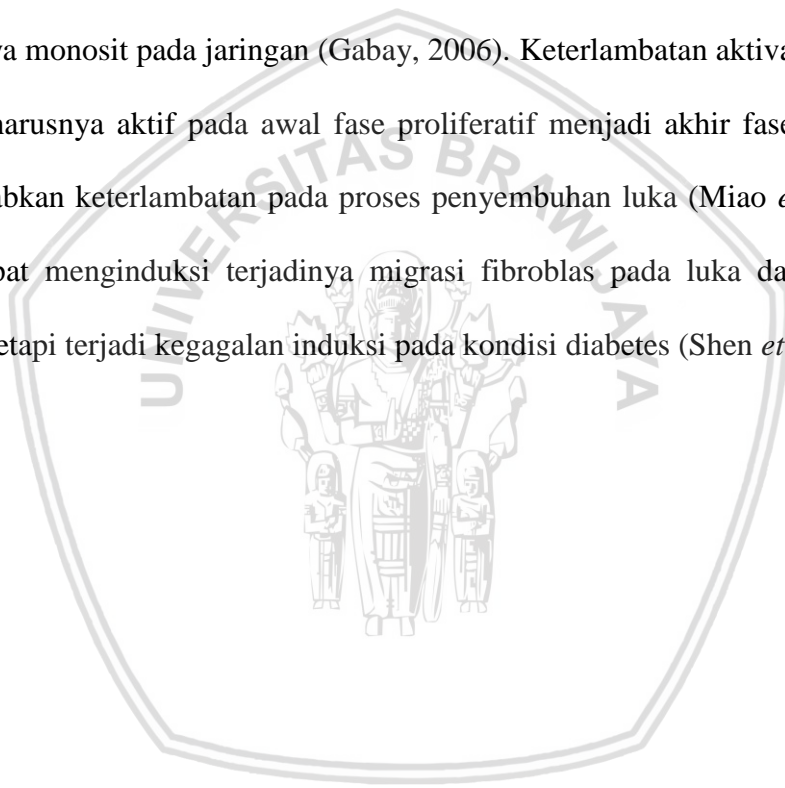 va monosit pada jaringan (Gabay, 2006). Keterlambatan aktiva
harusnya aktif pada awal fase proliferatif menjadi akhir fase
abkan keterlambatan pada proses penyembuhan luka (Miao e
pat menginduksi terjadinya migrasi fibroblas pada luka da
etapi terjadi kegagalan induksi pada kondisi diabetes (Shen et
UNIVERSITAS BRAWIJAYA